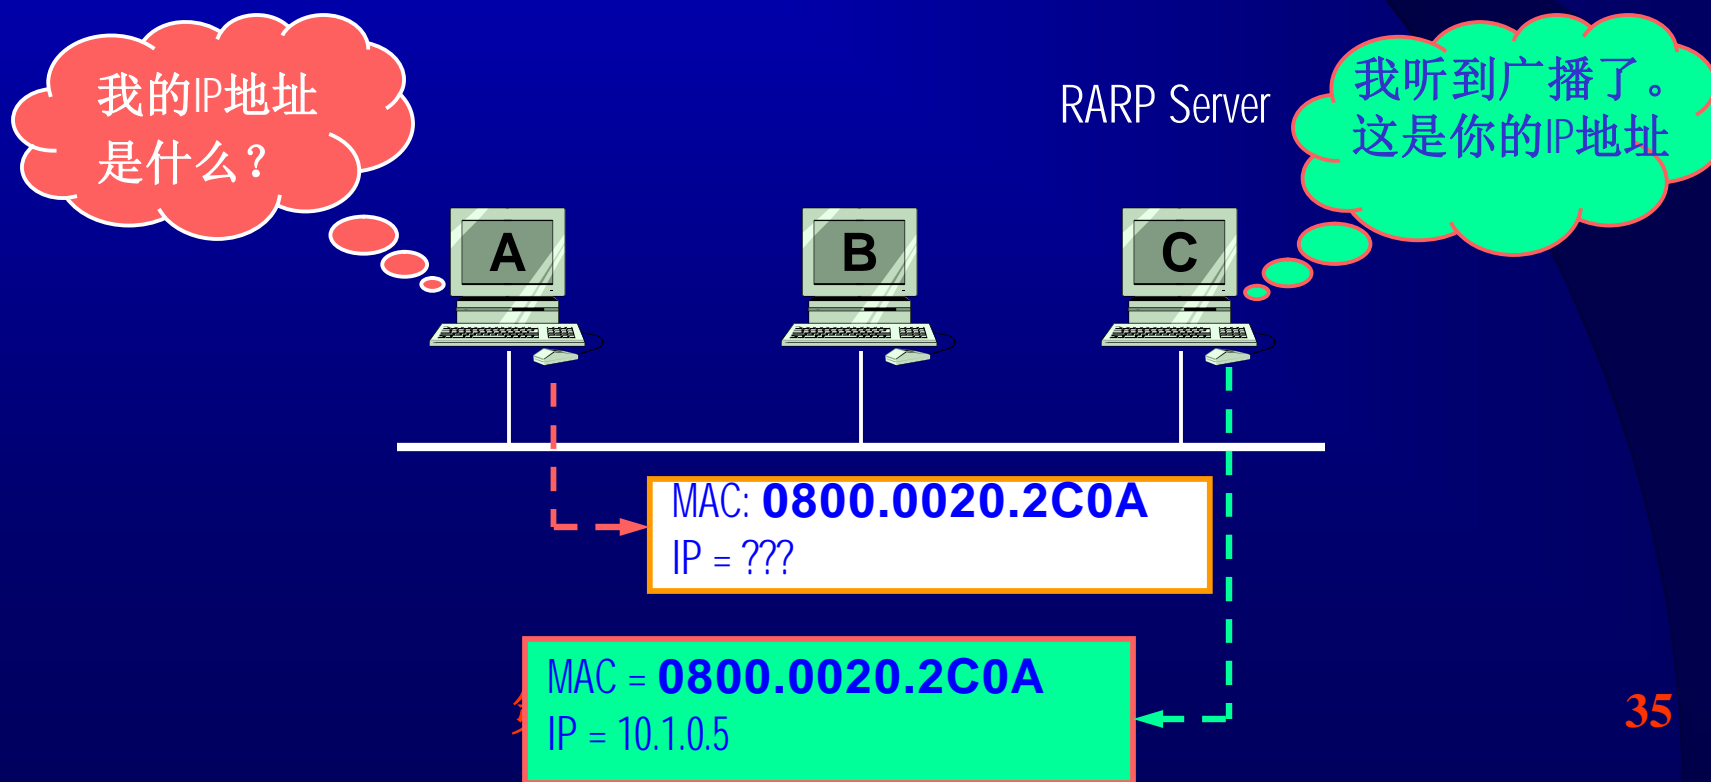 我的IP地址
是什么?
RARP Server
我听到广播了。
这是你的IP地址
A
B
C
MAC: 0800.0020.2C0A
IP = ???
MAC = 0800.0020.2C0A
IP = 10.1.0.5
35